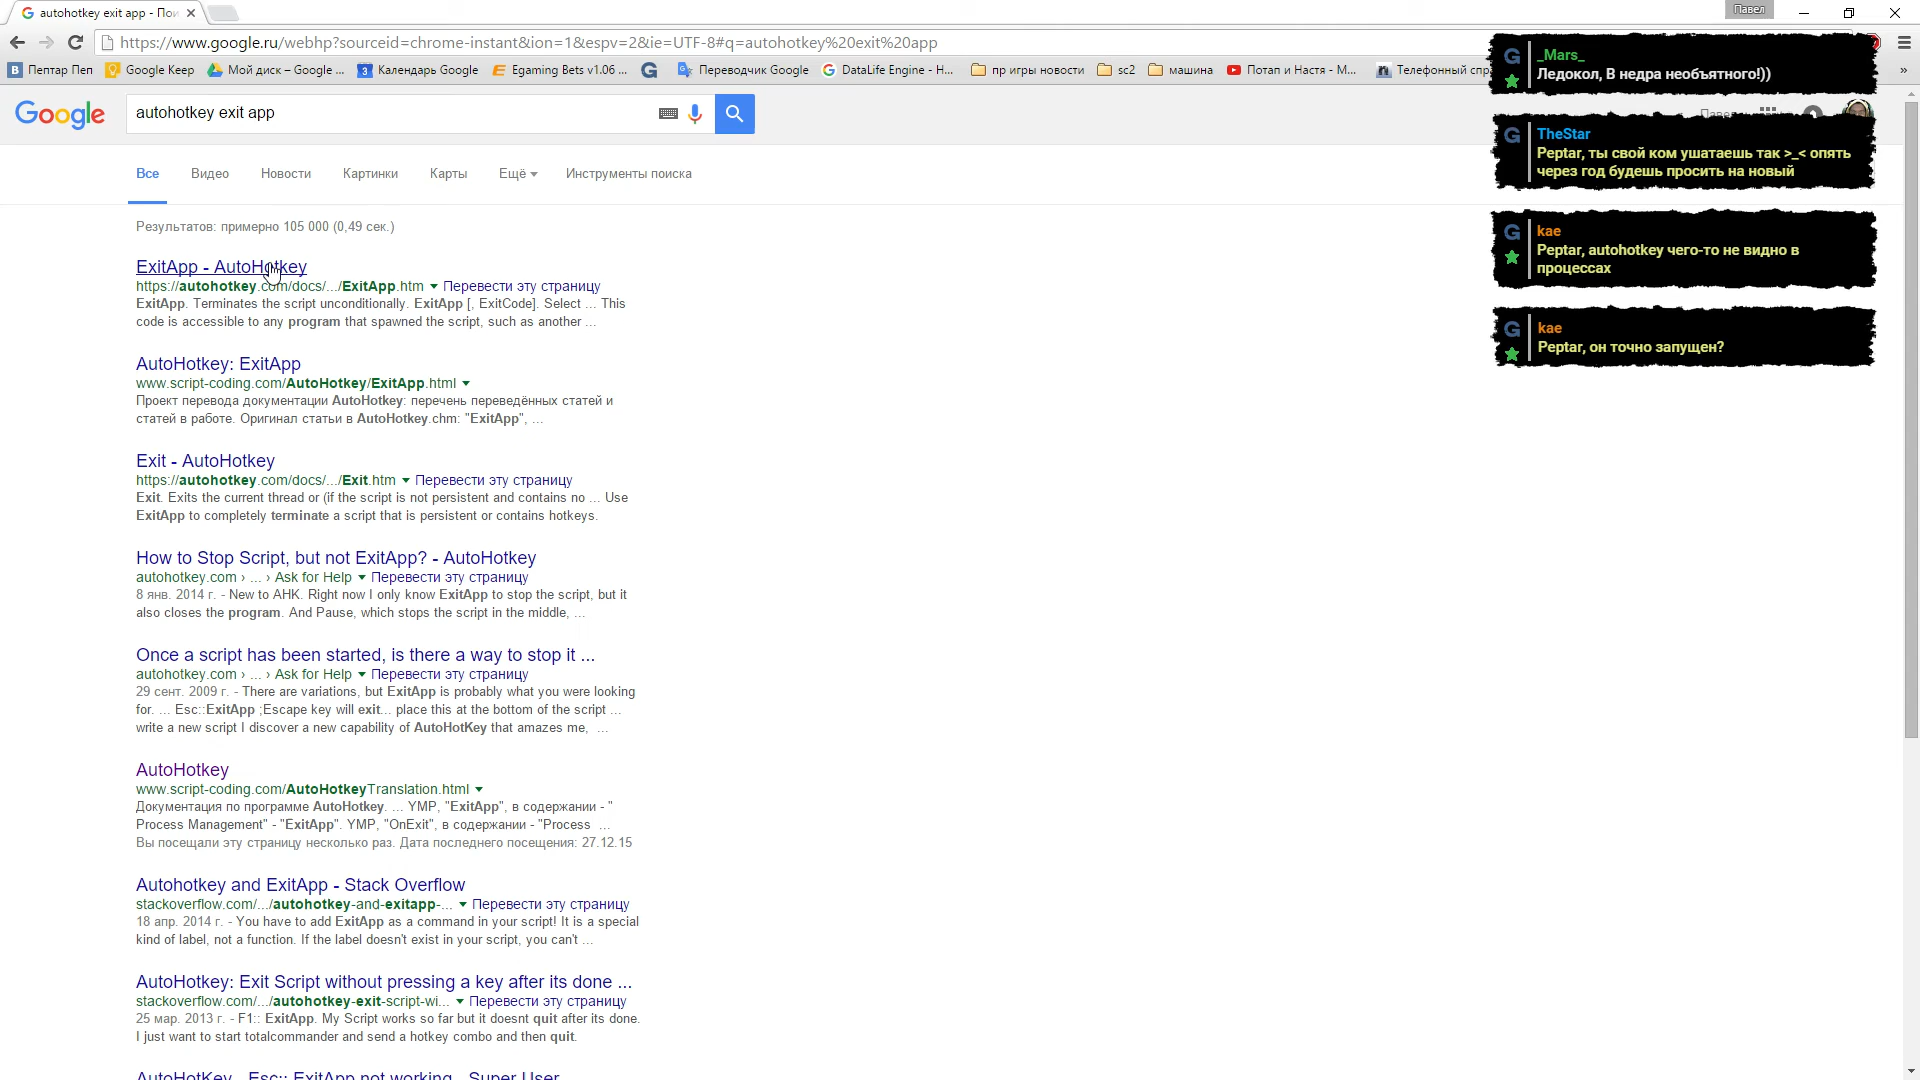 autohotkey exit app - По
Павел
https://www.google.ru/webhp?sourceid=chrome-instant&ion=1&espv=2&ie=UTF-8#q=autohotkey%20exit%20app
Пептар Пеп
Google Keep
Мой диск – Google ...
Календарь Google
Egaming Bets v1.06 ...
Переводчик Google
DataLife Engine - Н...
пр игры новости
sc2
машина
Потап и Настя - М...
Телефонный спр
Google
autohotkey exit app
Все
Видео
Новости
Картинки
Карты
Ещё
Инструменты поиска
Результатов: примерно 105 000 (0,49 сек.)
ExitApp - AutoHotkey
https://autohotkey.com/docs/.../ExitApp.htm Перевести эту страницу
ExitApp. Terminates the script unconditionally. ExitApp [, ExitCode]. Select ... This
code is accessible to any program that spawned the script, such as another ...
AutoHotkey: ExitApp
www.script-coding.com/AutoHotkey/ExitApp.html
Проект перевода документации AutoHotkey: перечень переведённых статей и
статей в работе. Оригинал статьи в AutoHotkey.chm: "ExitApp", ...
Exit - AutoHotkey
https://autohotkey.com/docs/.../Exit.htm Перевести эту страницу
Exit. Exits the current thread or (if the script is not persistent and contains no ... Use
ExitApp to completely terminate a script that is persistent or contains hotkeys.
How to Stop Script, but not ExitApp? - AutoHotkey
autohotkey.com › ... › Ask for Help Перевести эту страницу
8 янв. 2014 г. - New to AHK. Right now I only know ExitApp to stop the script, but it
also closes the program. And Pause, which stops the script in the middle, ...
Once a script has been started, is there a way to stop it ...
autohotkey.com › ... › Ask for Help Перевести эту страницу
29 сент. 2009 г. - There are variations, but ExitApp is probably what you were looking
for. ... Esc::ExitApp ;Escape key will exit... place this at the bottom of the script ...
write a new script I discover a new capability of AutoHotKey that amazes me, ...
AutoHotkey
www.script-coding.com/AutoHotkeyTranslation.html
Документация по программе AutoHotkey. ... YMP, "ExitApp", в содержании - "
Process Management" - "ExitApp". YMP, "OnExit", в содержании - "Process ...
Вы посещали эту страницу несколько раз. Дата последнего посещения: 27.12.15
Autohotkey and ExitApp - Stack Overflow
stackoverflow.com/.../autohotkey-and-exitapp-... Перевести эту страницу
18 апр. 2014 г. - You have to add ExitApp as a command in your script! It is a special
kind of label, not a function. If the label doesn't exist in your script, you can't ...
AutoHotkey: Exit Script without pressing a key after its done ...
stackoverflow.com/.../autohotkey-exit-script-wi... Перевести эту страницу
25 мар. 2013 г. - F1:: ExitApp. My Script works so far but it doesnt quit after its done.
I just want to start totalcommander and send a hotkey combo and then quit.
AutoHotKey - Esc:: ExitApp not working - Super User
_Mars_
Ледокол, В недра необъятного!))
TheStar
Peptar, ты свой ком ушатаешь так >_< опять
через год будешь просить на новый
kae
Peptar, autohotkey чего-то не видно в
процессах
kae
Peptar, он точно запущен?